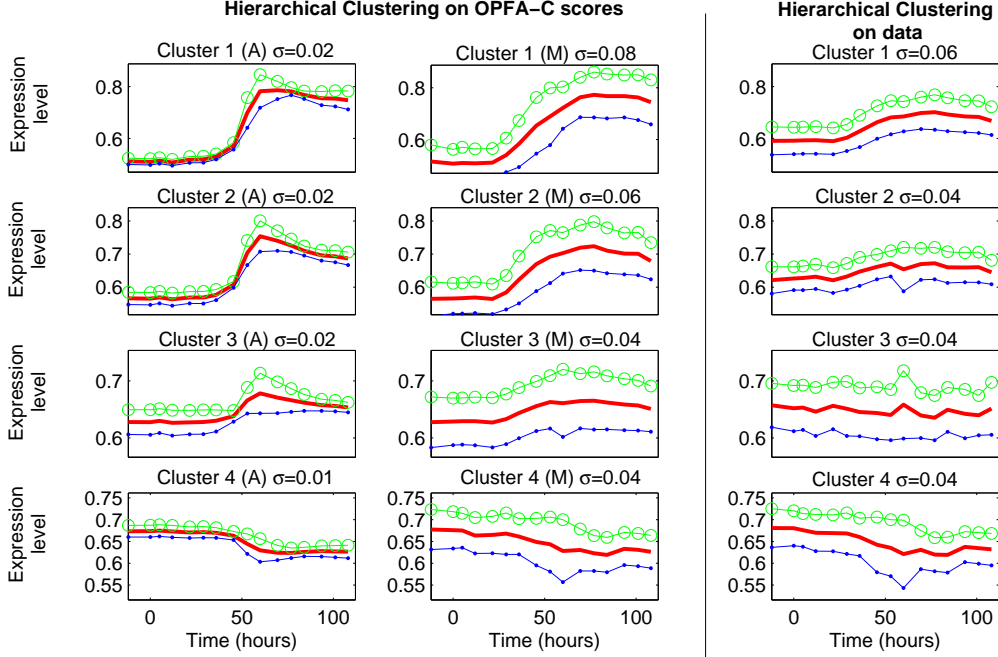 Hierarchical Clustering on OPFA−C scores
Hierarchical Clustering
on data
Cluster 1 (A) σ=0.02
Cluster 1 (M) σ=0.08
Cluster 1 σ=0.06
Expression
level
0.8
0.6
0.8
0.6
0.8
0.6
Cluster 2 (A) σ=0.02
Cluster 2 (M) σ=0.06
Cluster 2 σ=0.04
Expression
level
0.8
0.7
0.6
0.8
0.7
0.6
0.8
0.7
0.6
Cluster 3 (A) σ=0.02
Cluster 3 (M) σ=0.04
Cluster 3 σ=0.04
Expression
level
0.7
0.6
0.7
0.6
0.7
0.6
Cluster 4 (A) σ=0.01
Cluster 4 (M) σ=0.04
Cluster 4 σ=0.04
Expression
level
0.75
0.7
0.65
0.6
0.55
0.75
0.7
0.65
0.6
0.55
0.75
0.7
0.65
0.6
0.55
0 50 100
0 50 100
0 50 100
Time (hours)
Time (hours)
Time (hours)